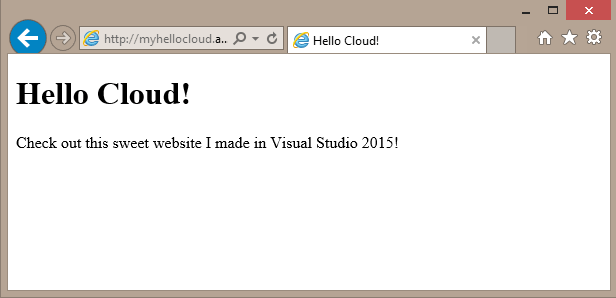 http://myhellocloud.a...
Hello Cloud!
Hello Cloud!
Check out this sweet website I made in Visual Studio 2015!